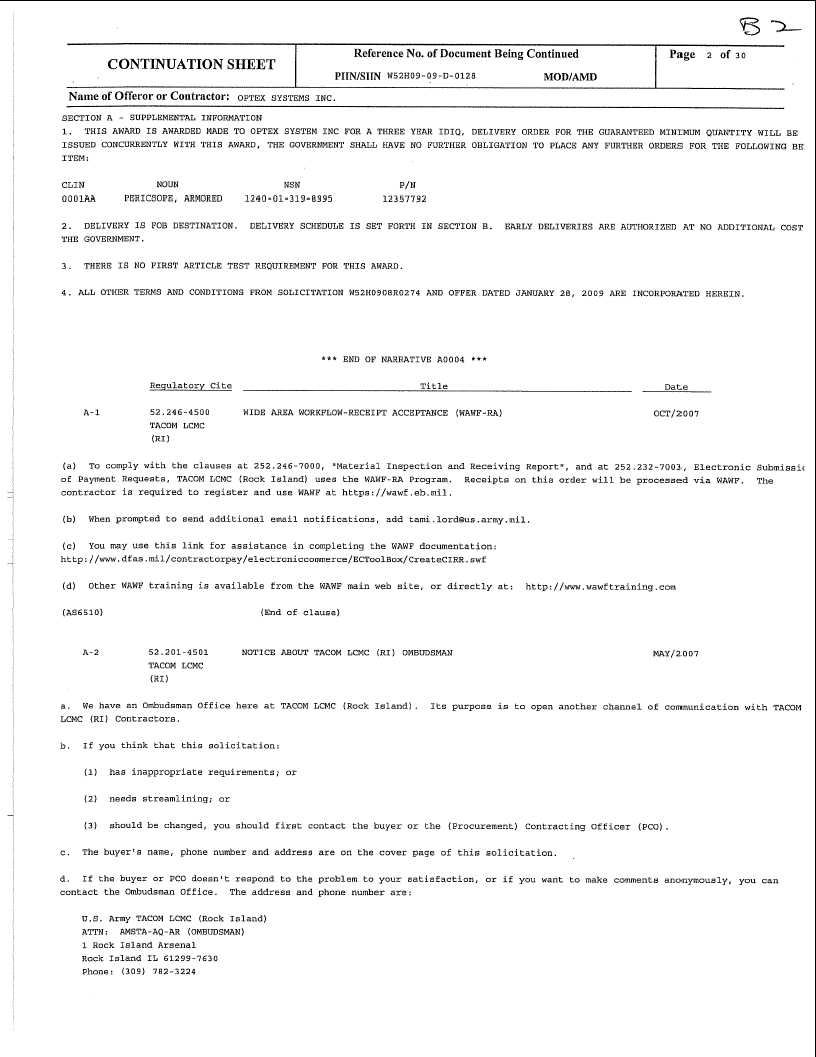 B 2
CONTINUATION SHEET
Reference No. of Document Being Continued
Page 2 of 30
PIIN/SIIN W52H09-09-D-0128 MOD/AMD
Name of Offeror or Contractor: OPTEX SYSTEMS INC.
SECTION A - SUPPLEMENTAL INFORMATION
1. THIS AWARD IS AWARDED MADE TO OPTEX SYSTEM INC FOR A THREE YEAR IDIQ, DELIVERY ORDER FOR THE GUARANTEED MINIMUM QUANTITY WILL BE
ISSUED CONCURRENTLY WITH THIS AWARD, THE GOVERNMENT SHALL HAVE NO FURTHER OBLIGATION TO PLACE ANY FURTHER ORDERS FOR THE FOLLOWING BE
ITEM:
CLIN NOUN NSN P/N
0001AA PERICSOPE, ARMORED 1240-01-319-8995 12357792
2. DELIVERY IS FOB DESTINATION. DELIVERY SCHEDULE IS SET FORTH IN SECTION B. EARLY DELIVERIES ARE AUTHORIZED AT NO ADDITIONAL COST
THE GOVERNMENT.
3. THERE IS NO FIRST ARTICLE TEST REQUIREMENT FOR THIS AWARD.
4. ALL OTHER TERMS AND CONDITIONS FROM SOLICITATION W52H0908R0274 AND OFFER DATED JANUARY 28, 2009 ARE INCORPORATED HEREIN.
*** END OF NARRATIVE A0004 ***
Regulatory Cite Title Date
A-1 52.246-4500 WIDE AREA WORKFLOW-RECEIPT ACCEPTANCE (WAWF-RA) OCT/2007
TACOM LCMC
(RI)
(a) To comply with the clauses at 252.246-7000, "Material Inspection and Receiving Report", and at 252.232-7003, Electronic Submissic
of Payment Requests, TACOM LCMC (Rock Island) uses the WAWF-RA Program. Receipts on this order will be processed via WAWF. The
contractor is required to register and use WAWF at https://wawf.eb.mil.
(b) When prompted to send additional email notifications, add tami.lord@us.army.mil.
(c) You may use this link for assistance in completing the WAWF documentation:
http://www.dfas.mil/contractorpay/electroniccommerce/ECToolBox/CreateCIRR.swf
(d) Other WAWF training is available from the WAWF main web site, or directly at: http://www.wawftraining.com
(AS6510) (End of clause)
A-2 52.201-4501 NOTICE ABOUT TACOM LCMC (RI) OMBUDSMAN MAY/2007
TACOM LCMC
(RI)
a. We have an Ombudsman Office here at TACOM LCMC (Rock Island). Its purpose is to open another channel of communication with TACOM
LCMC (RI) Contractors.
b. If you think that this solicitation:
(1) has inappropriate requirements; or
(2) needs streamlining; or
(3) should be changed, you should first contact the buyer or the (Procurement) Contracting Officer (PCO).
c. The buyer's name, phone number and address are on the cover page of this solicitation.
d. If the buyer or PCO doesn't respond to the problem to your satisfaction, or if you want to make comments anonymously, you can
contact the Ombudsman Office. The address and phone number are:
U.S. Army TACOM LCMC (Rock Island)
ATTN: AMSTA-AQ-AR (OMBUDSMAN)
1 Rock Island Arsenal
Rock Island IL 61299-7630
Phone: (309) 782-3224